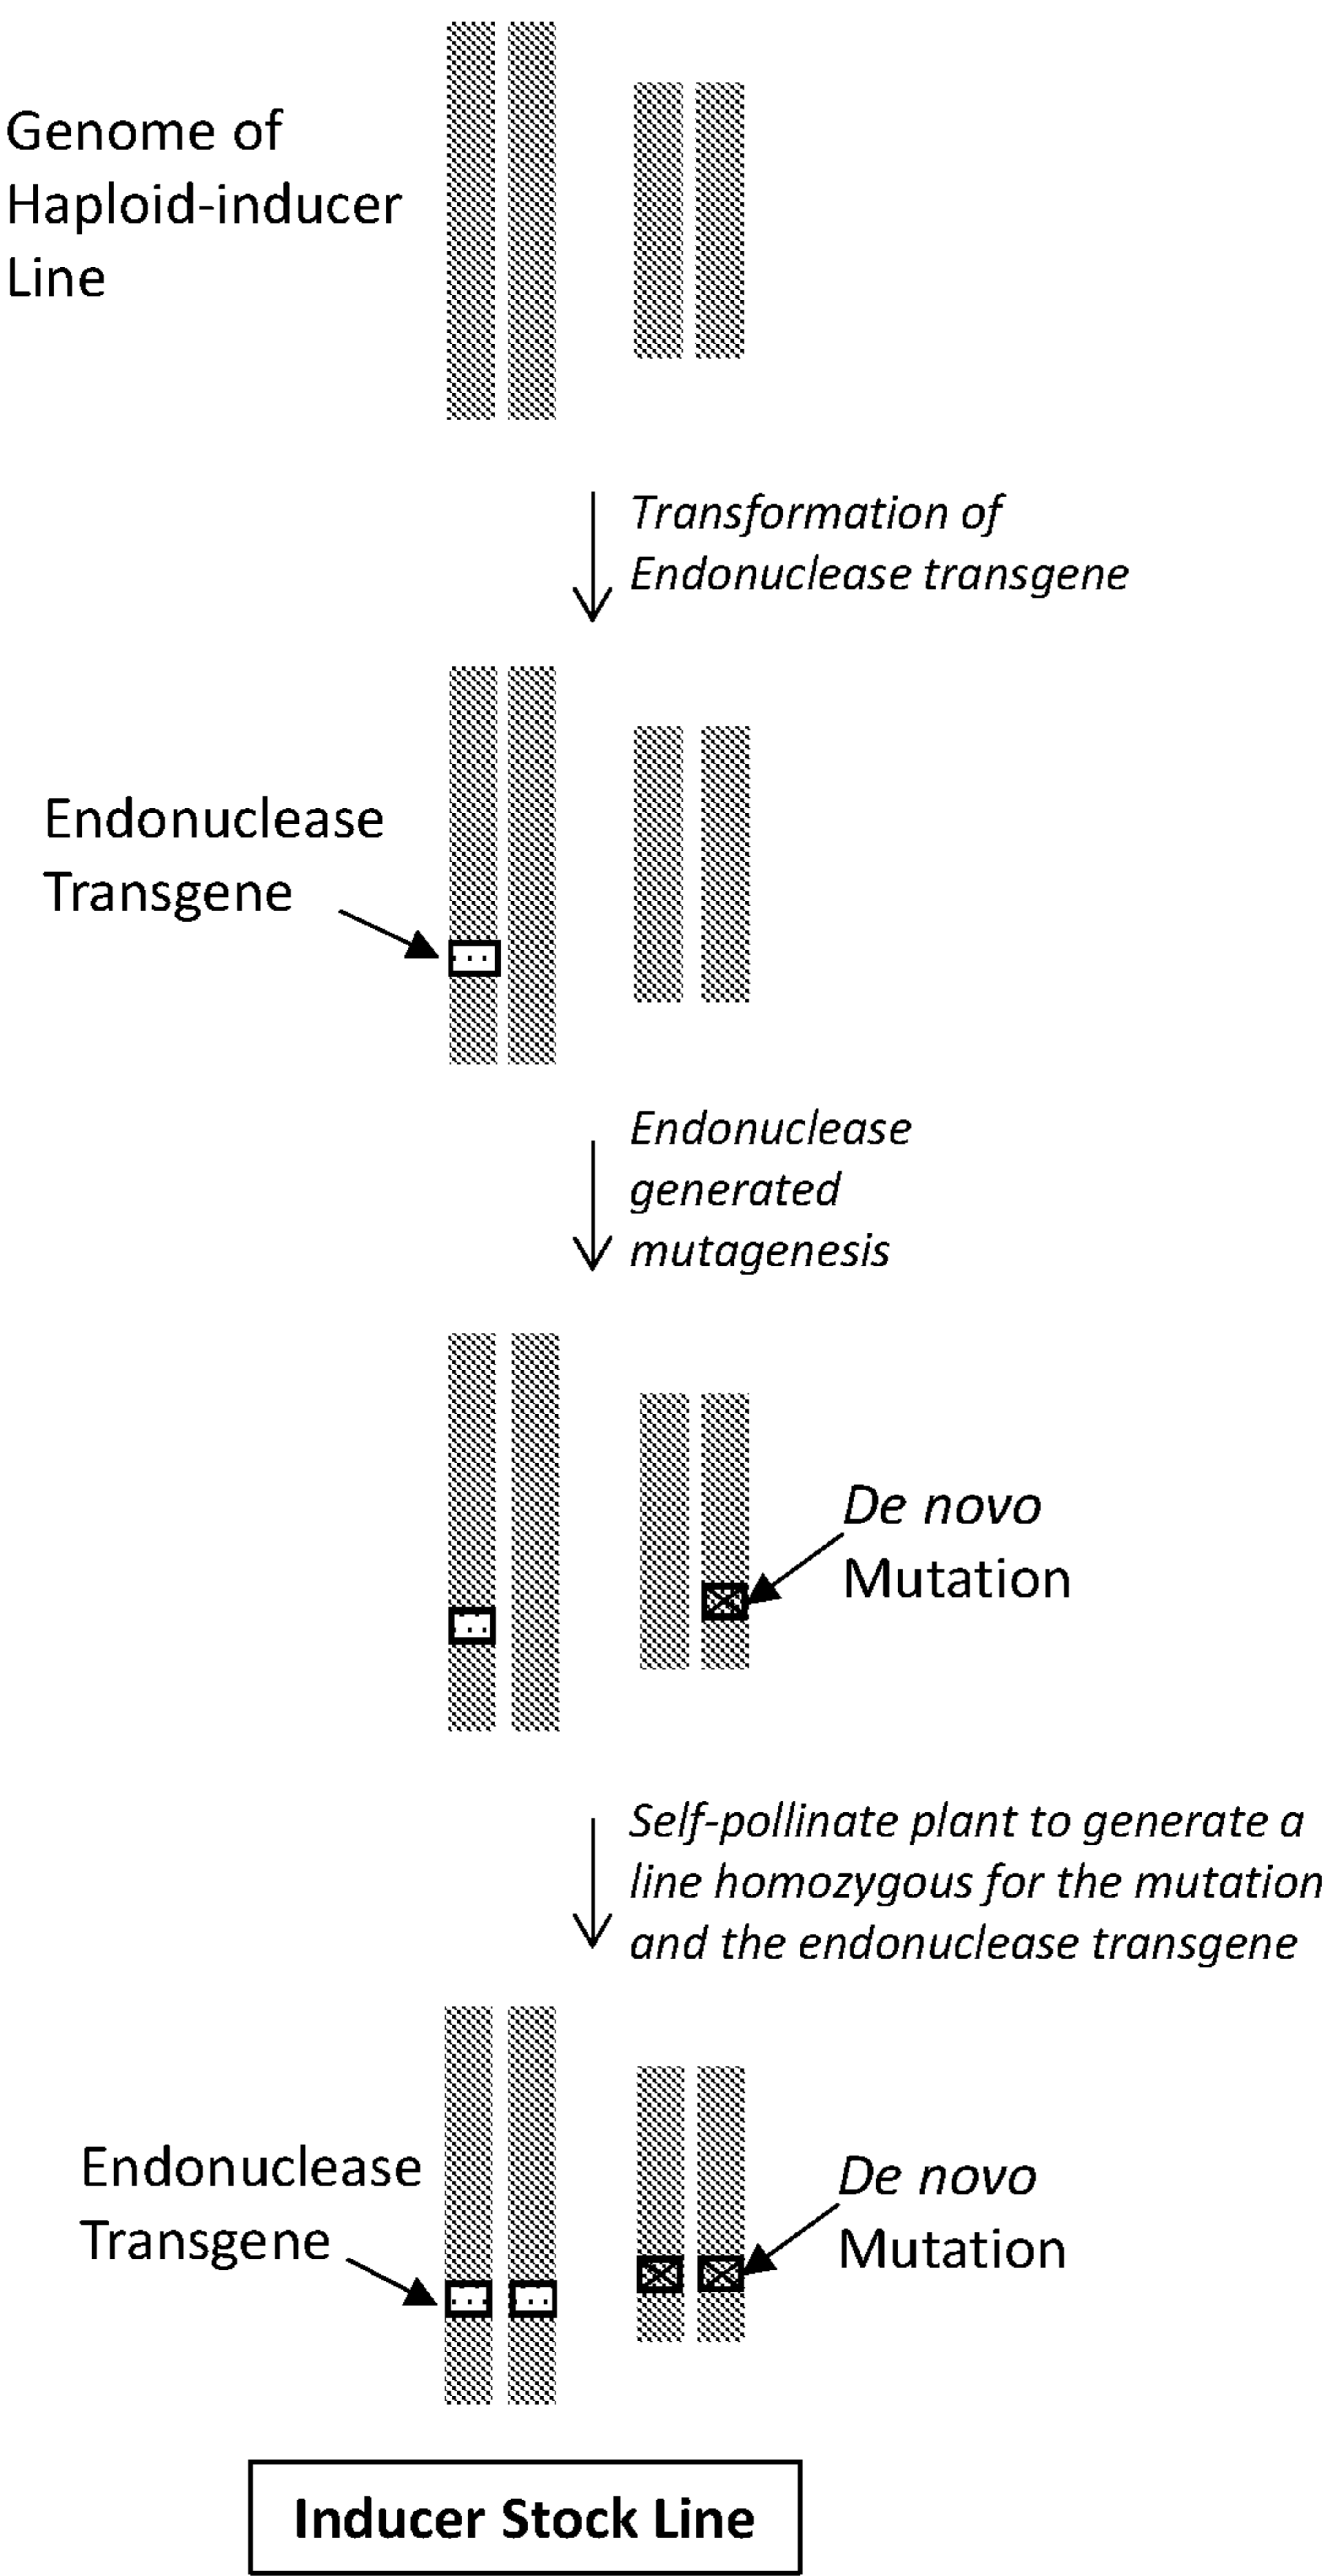 Genome of
Haploid-inducer
Line
Transformation of
Endonuclease transgene
Endonuclease
Transgene
Endonuclease
generated
mutagenesis
De novo
Mutation
Self-pollinate plant to generate a
line homozygous for the mutation
and the endonuclease transgene
Endonuclease
Transgene
De novo
Mutation
Inducer Stock Line